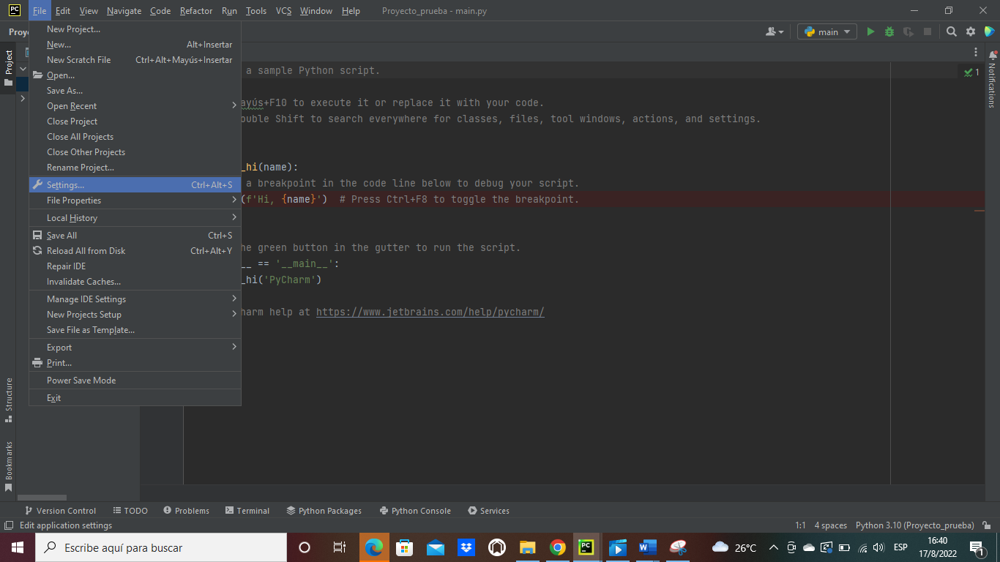 PC File Edit View Navigate Code Refactor Run Tools VCS Window Help Proyecto_prueba - main.py
Proy
main
New Project...
New... Alt+Insertar
New Scratch File Ctrl+Alt+Mayús+Insertar
Open...
Save As...
Open Recent
Close Project
Close All Projects
Close Other Projects
Rename Project...
Settings... Ctrl+Alt+S
File Properties
Local History
Save All Ctrl+S
Reload All from Disk Ctrl+Alt+Y
Repair IDE
Invalidate Caches...
Manage IDE Settings
New Projects Setup
Save File as Template...
Export
Print...
Power Save Mode
Exit
Project
Structure
Bookmarks
a sample Python script.
ayús+F10 to execute it or replace it with your code.
ouble Shift to search everywhere for classes, files, tool windows, actions, and settings.
_hi(name):
a breakpoint in the code line below to debug your script.
(f'Hi, {name}')  # Press Ctrl+F8 to toggle the breakpoint.
he green button in the gutter to run the script.
__ == '__main__':
_hi('PyCharm')
harm help at https://www.jetbrains.com/help/pycharm/
1
Notifications
Version Control TODO Problems Terminal Python Packages Python Console Services
Edit application settings 1:1 4 spaces Python 3.10 (Proyecto_prueba)
Escribe aquí para buscar
PC
W
26°C
ESP
16:40
17/8/2022
1